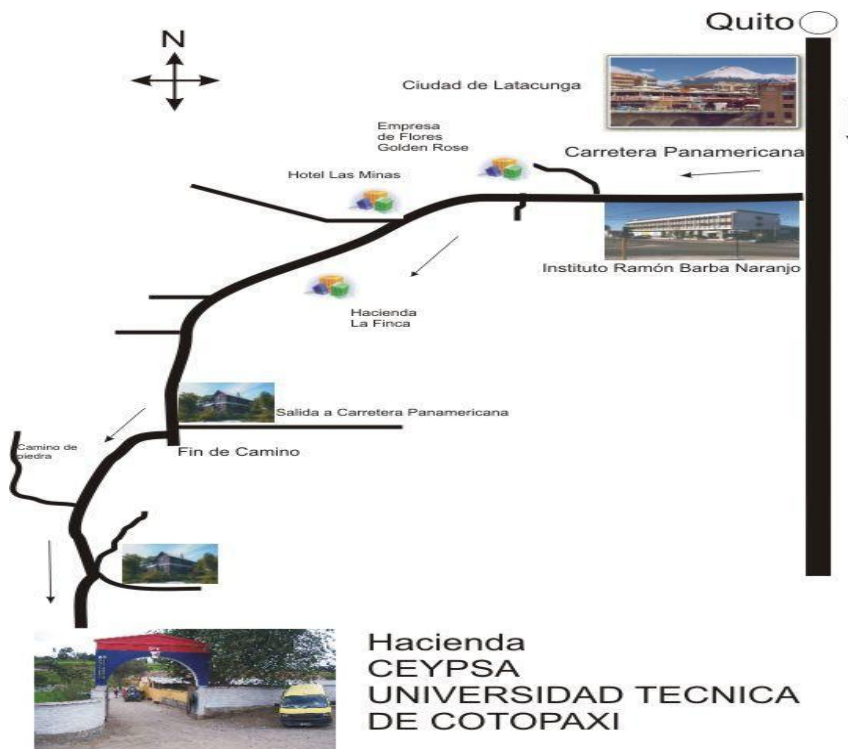 Quito
N
Ciudad de Latacunga
Empresa
de Flores
Golden Rose
Carretera Panamericana
Hotel Las Minas
Instituto Ramón Barba Naranjo
Hacienda
La Finca
Salida a Carretera Panamericana
Camino de
piedra
Fin de Camino
Hacienda
CEYPSA
UNIVERSIDAD TECNICA
DE COTOPAXI